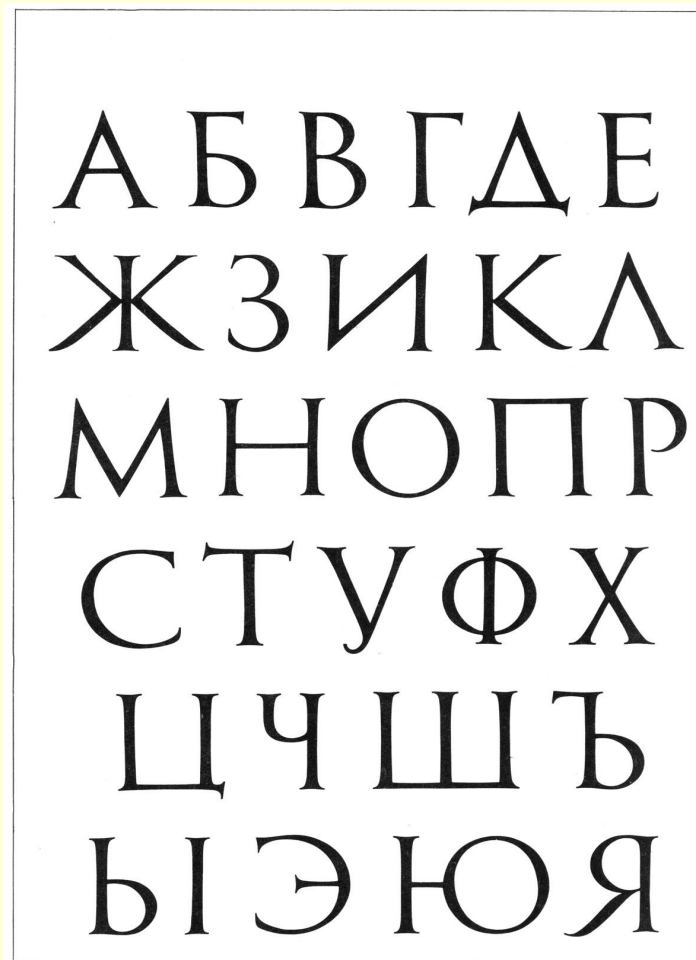 АБВГДЕ
ЖЗИКЛ
МНОПР
СТУФХ
ЦЧШЪ
ЫЭЮЯ